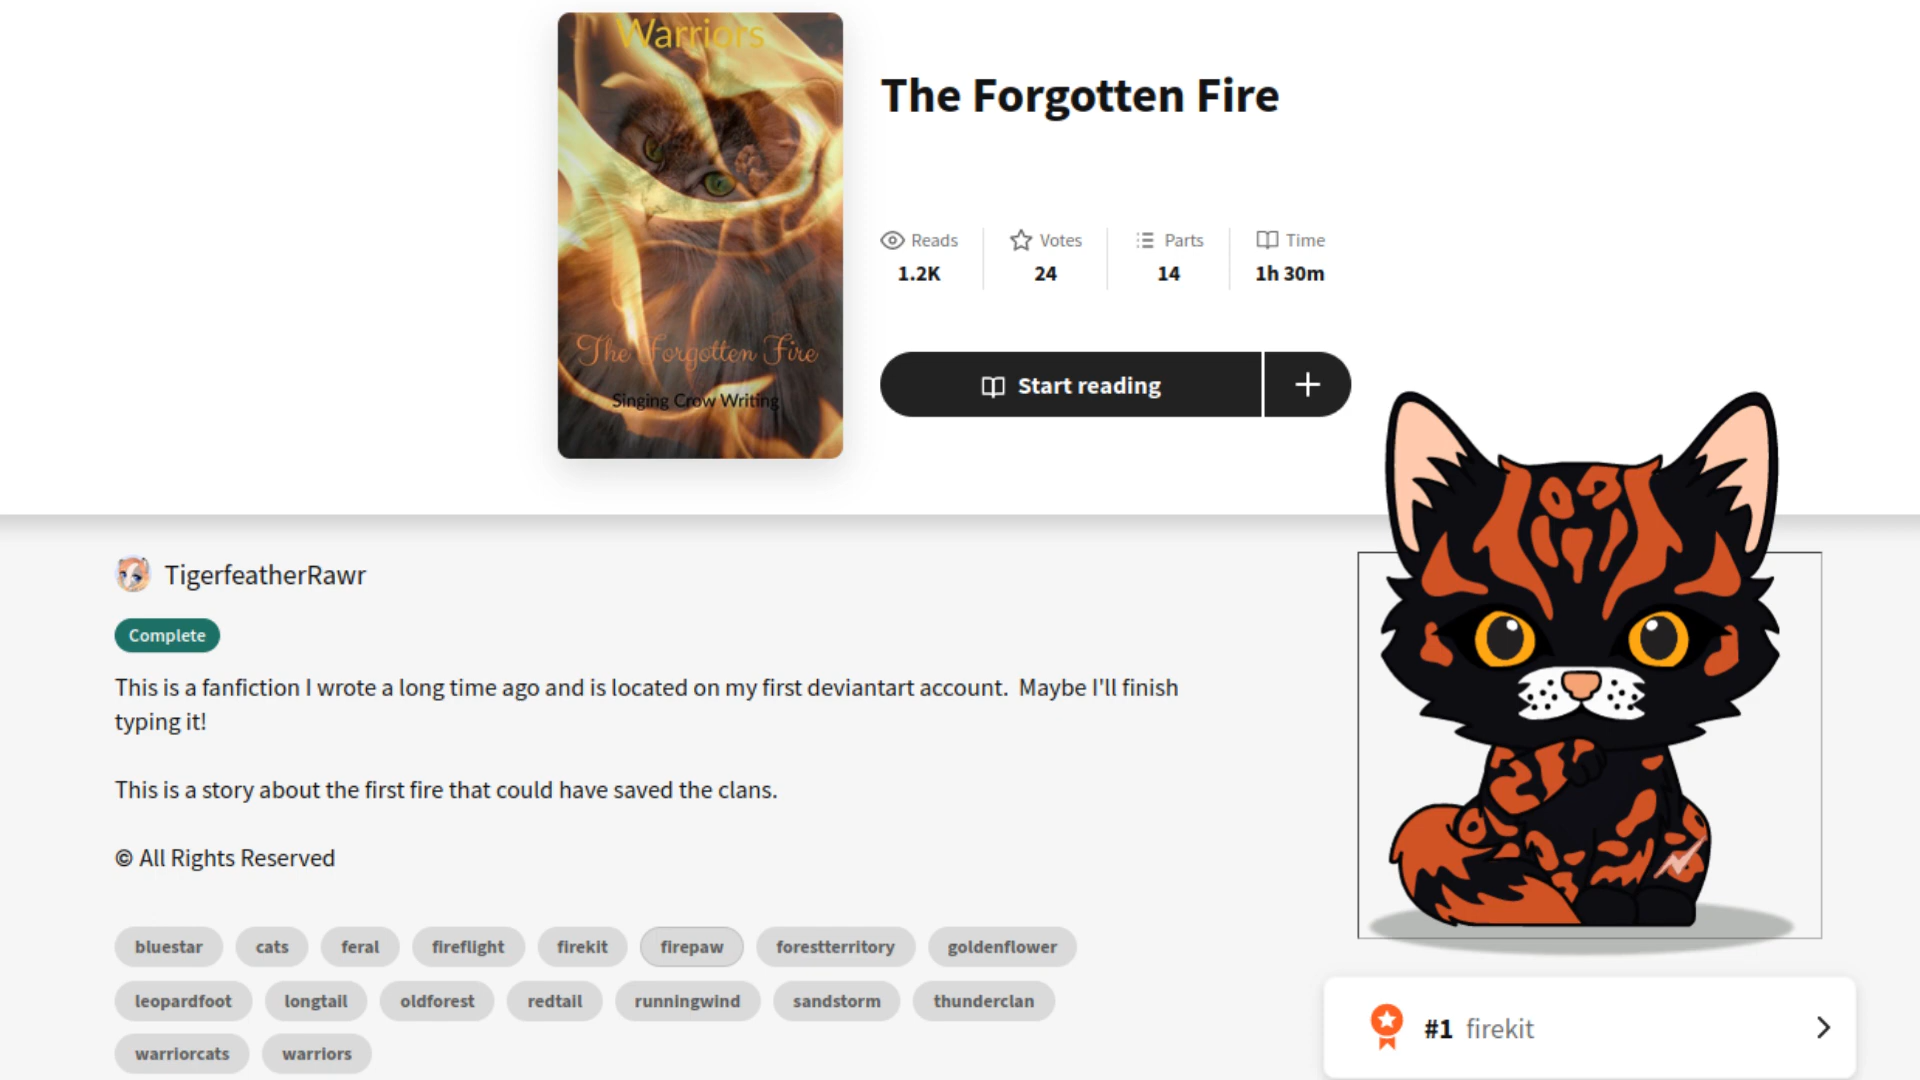 Warriors
The Forgotten Fire
Singing Crow Writing
The Forgotten Fire
Reads Votes Parts Time
1.2K 24 14 1h 30m
Start reading
TigerfeatherRawr
Complete
This is a fanfiction I wrote a long time ago and is located on my first deviantart account.  Maybe I'll finish
typing it!
This is a story about the first fire that could have saved the clans.
© All Rights Reserved
bluestar cats feral fireflight firekit firepaw forestterritory goldenflower
leopardfoot longtail oldforest redtail runningwind sandstorm thunderclan
warriorcats warriors
#1 firekit